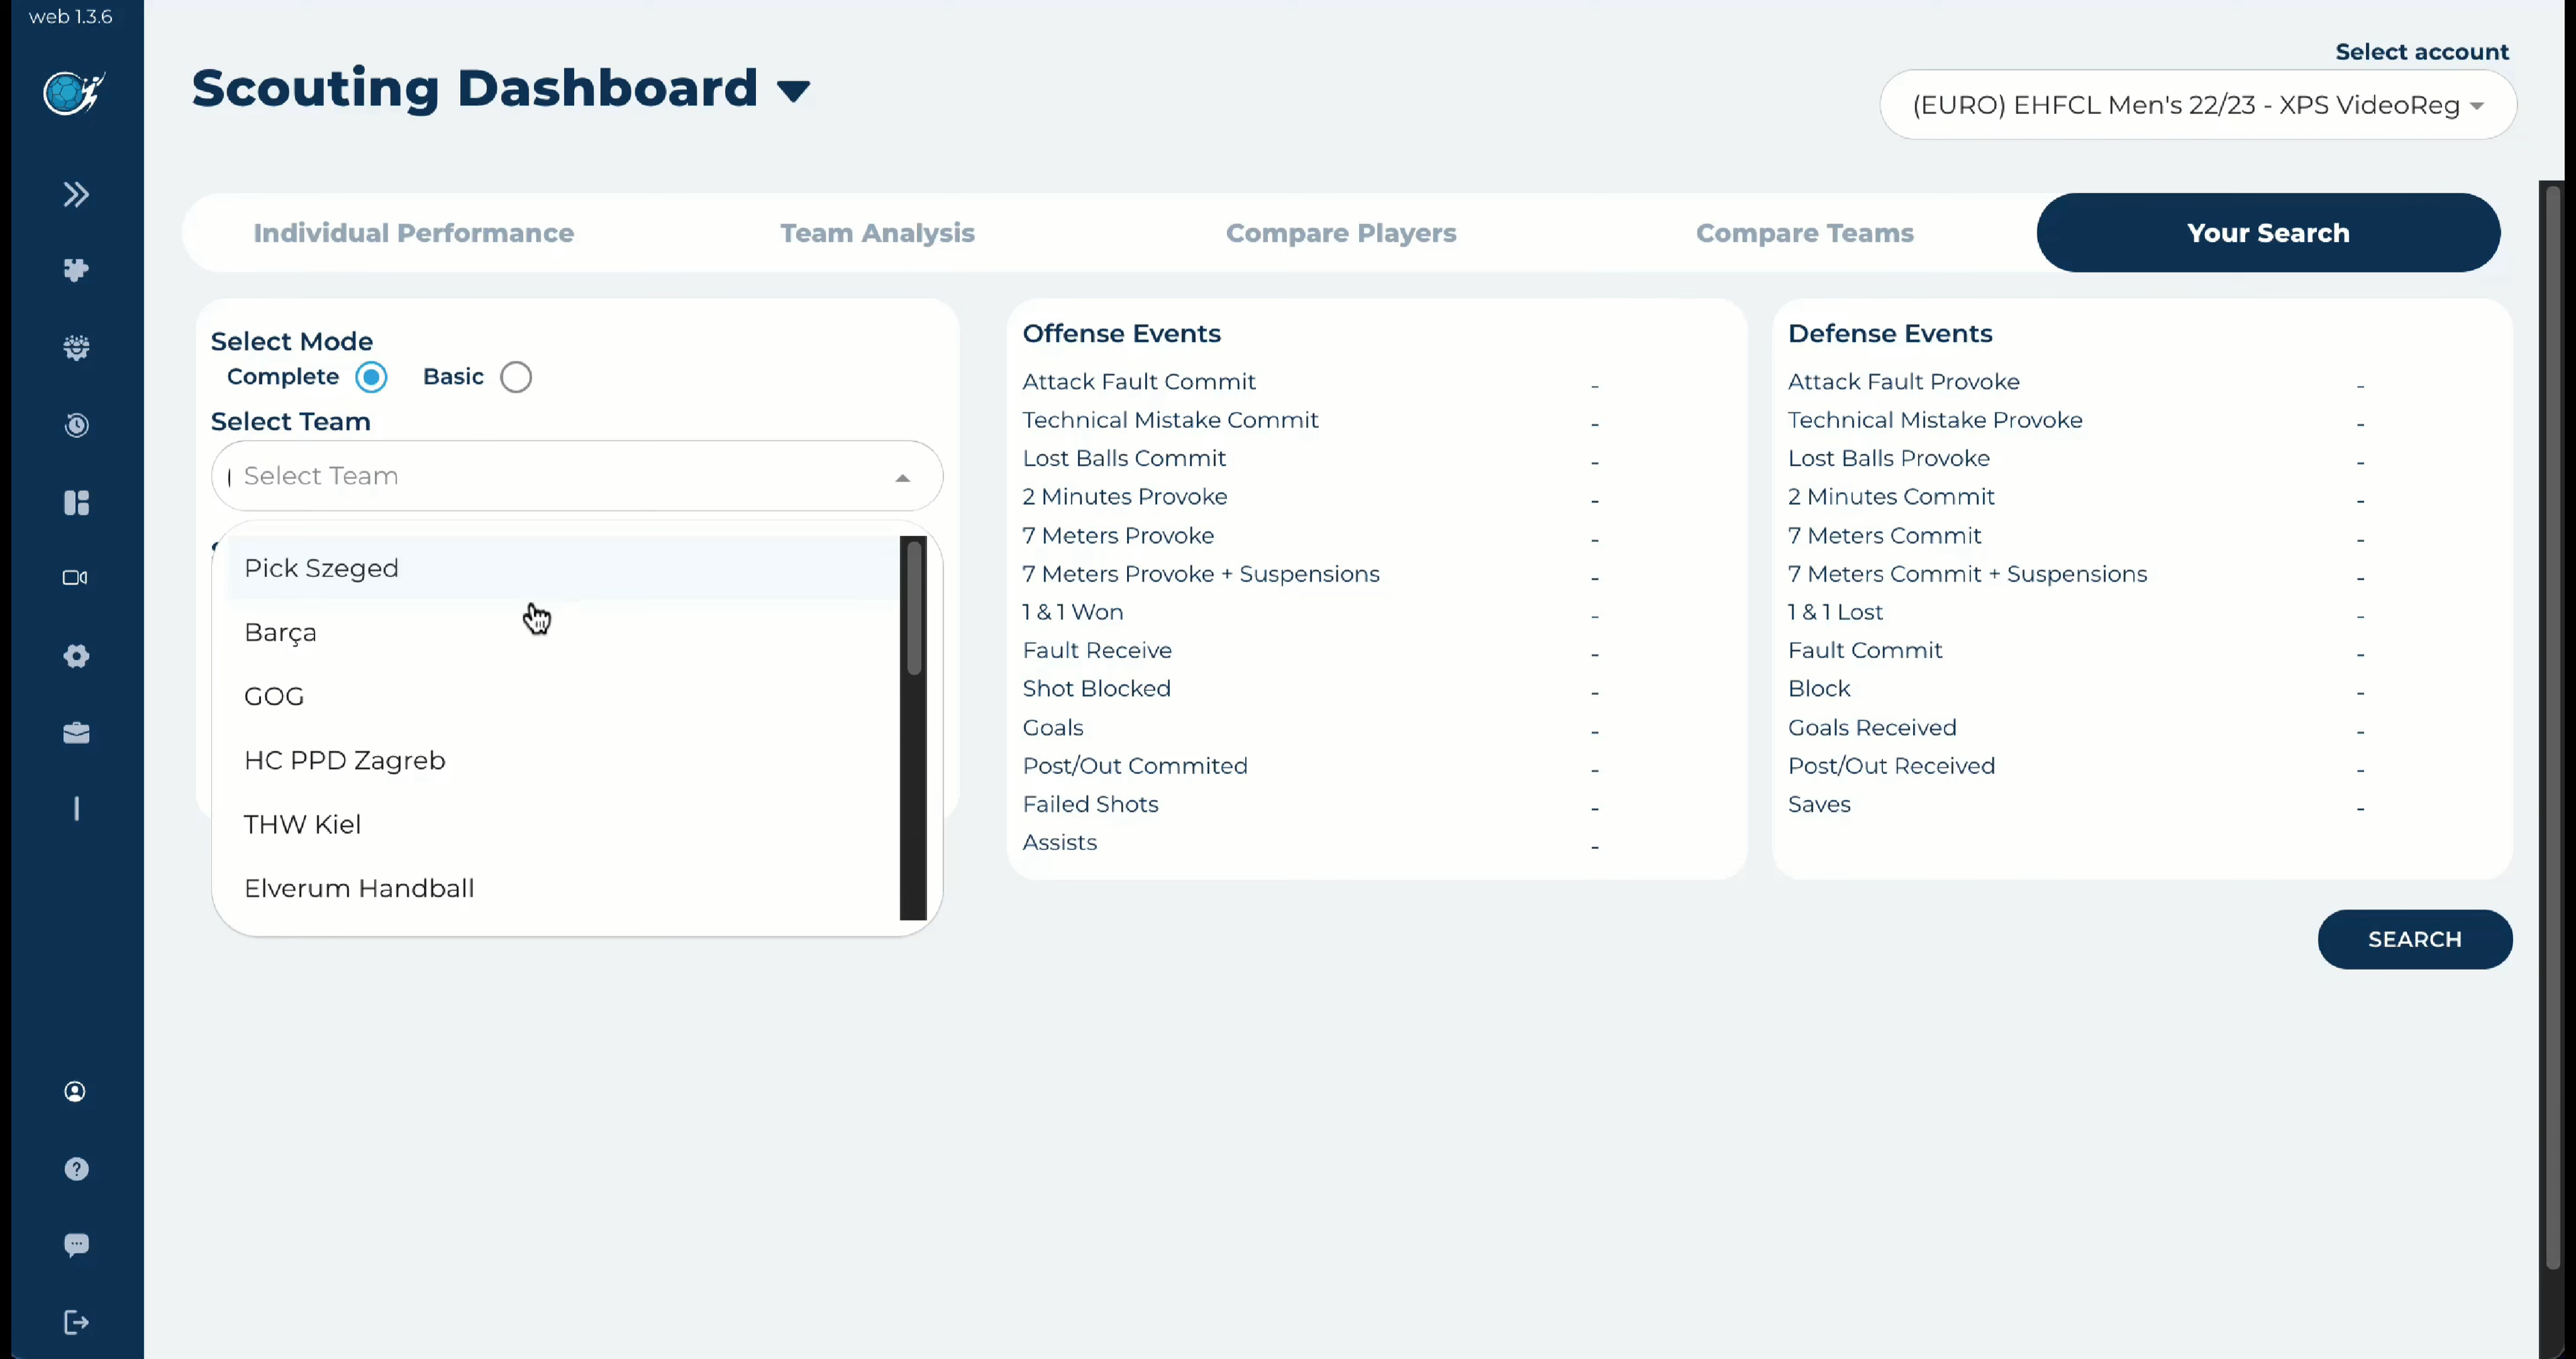 web 1.3.6
Select account
Scouting Dashboard
(EURO) EHFCL Men's 22/23 - XPS VideoReg
Individual Performance
Team Analysis
Compare Players
Compare Teams
Your Search
Select Mode
Complete
Basic
Select Team
Select Team
Pick Szeged
Barça
GOG
HC PPD Zagreb
THW Kiel
Elverum Handball
Offense Events
Attack Fault Commit -
Technical Mistake Commit -
Lost Balls Commit -
2 Minutes Provoke -
7 Meters Provoke -
7 Meters Provoke + Suspensions -
1 & 1 Won -
Fault Receive -
Shot Blocked -
Goals -
Post/Out Commited -
Failed Shots -
Assists -
Defense Events
Attack Fault Provoke -
Technical Mistake Provoke -
Lost Balls Provoke -
2 Minutes Commit -
7 Meters Commit -
7 Meters Commit + Suspensions -
1 & 1 Lost -
Fault Commit -
Block -
Goals Received -
Post/Out Received -
Saves -
SEARCH